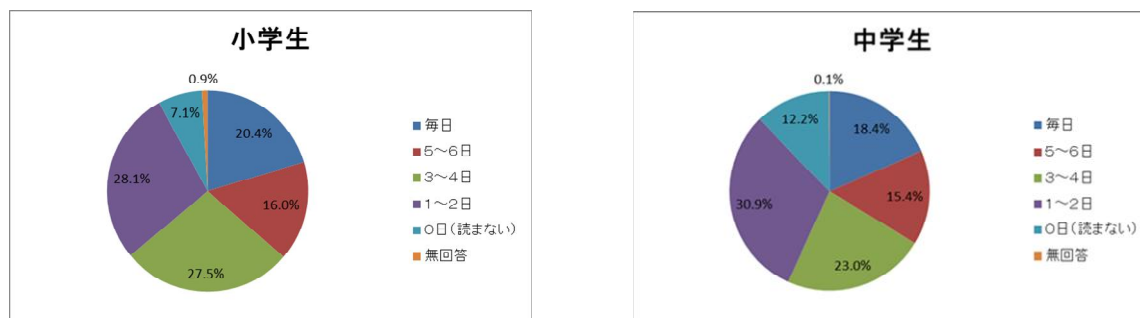 小学生
0.9%
7.1%
20.4%
28.1%
16.0%
27.5%
毎日
5～6日
3～4日
1～2日
0日(読まない)
無回答
中学生
0.1%
12.2%
18.4%
30.9%
15.4%
23.0%
毎日
5～6日
3～4日
1～2日
0日(読まない)
無回答